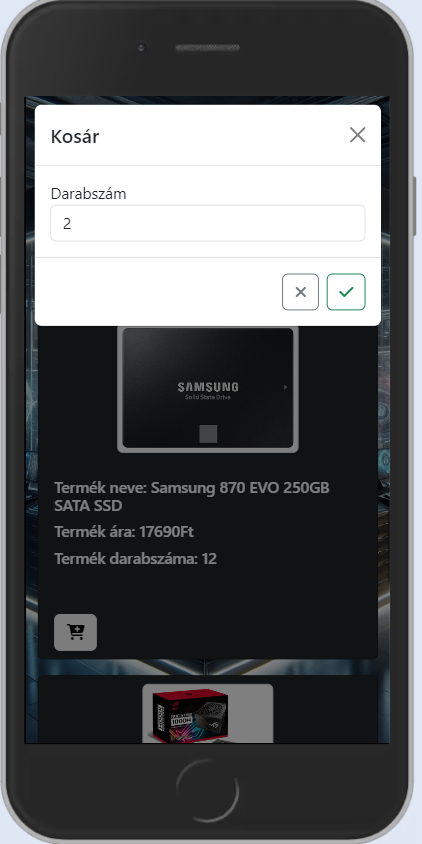 Kosár
Darabszám
2
SAMSUNG
Solid State Drive
Termék neve: Samsung 870 EVO 250GB
SATA SSD
Termék ára: 17690Ft
Termék darabszáma: 12
1000W